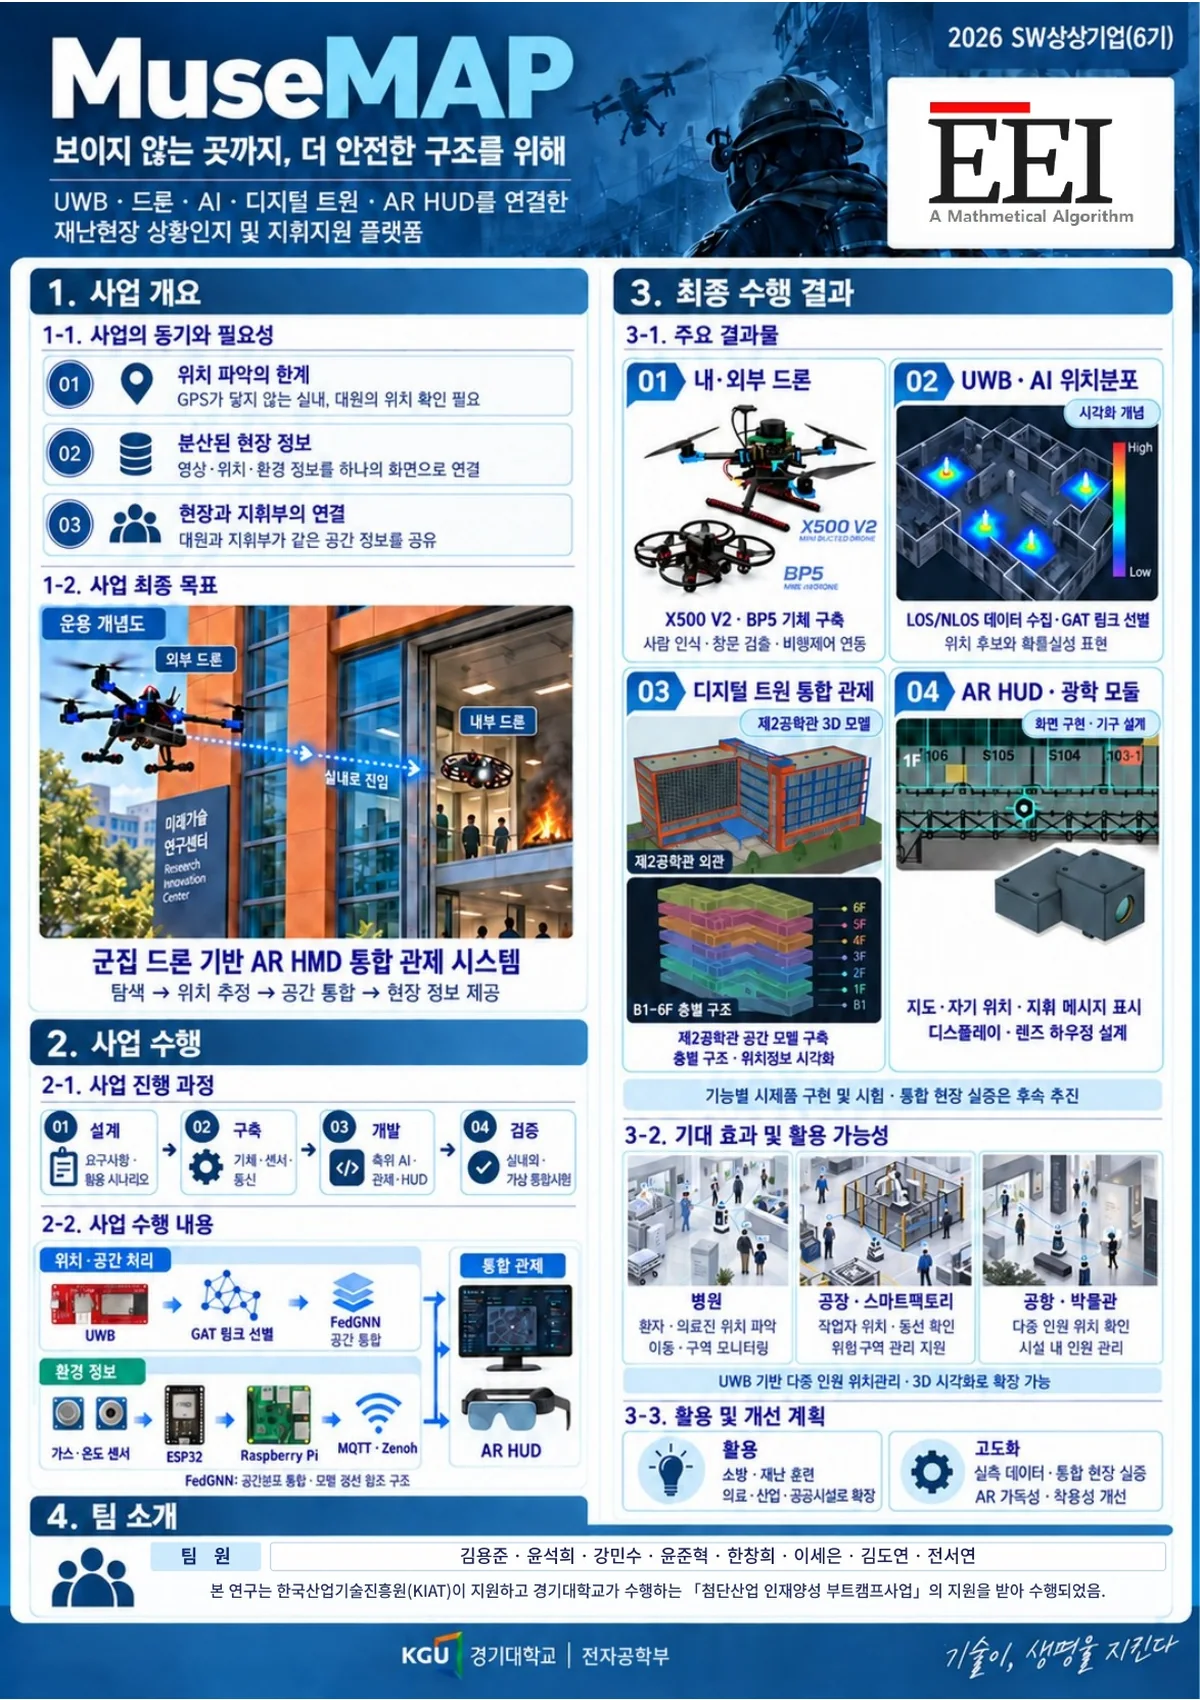 2026 SW상상기업(6기)
MuseMAP
보이지 않는 곳까지, 더 안전한 구조를 위해
UWB · 드론 · AI · 디지털 트윈 · AR HUD를 연결한
재난현장 상황인지 및 지휘지원 플랫폼
EEI
A Mathmetical Algorithm
1. 사업 개요
1-1. 사업의 동기와 필요성
01
위치 파악의 한계
GPS가 닿지 않는 실내, 대원의 위치 확인 필요
02
분산된 현장 정보
영상·위치·환경 정보를 하나의 화면으로 연결
03
현장과 지휘부의 연결
대원과 지휘부가 같은 공간 정보를 공유
1-2. 사업 최종 목표
운용 개념도
외부 드론
내부 드론
실내로 진입
미래기술
연구센터
Research
Innovation
Center
군집 드론 기반 AR HMD 통합 관제 시스템
탐색 → 위치 추정 → 공간 통합 → 현장 정보 제공
2. 사업 수행
2-1. 사업 진행 과정
01 설계
요구사항·
활용 시나리오
02 구축
기체·센서·
통신
03 개발
측위 AI·
관제·HUD
04 검증
실내외·
가상 통합시험
2-2. 사업 수행 내용
위치·공간 처리
UWB
GAT 링크 선별
FedGNN
공간 통합
환경 정보
가스·온도 센서
ESP32
Raspberry Pi
MQTT · Zenoh
통합 관제
AR HUD
FedGNN: 공간분포 통합 · 모델 갱신 참조 구조
3. 최종 수행 결과
3-1. 주요 결과물
01 내·외부 드론
X500 V2
MINI DUCTED DRONE
BP5
X500 V2 · BP5 기체 구축
사람 인식 · 창문 검출 · 비행제어 연동
02 UWB · AI 위치분포
시각화 개념
High
Low
LOS/NLOS 데이터 수집·GAT 링크 선별
위치 후보와 확률실성 표현
03 디지털 트윈 통합 관제
제2공학관 3D 모델
제2공학관 외관
6F
5F
4F
3F
2F
1F
B1
B1-6F 층별 구조
제2공학관 공간 모델 구축
층별 구조 · 위치정보 시각화
04 AR HUD · 광학 모듈
화면 구현 · 기구 설계
1F
106
S105
S104
103-1
지도 · 자기 위치 · 지휘 메시지 표시
디스플레이 · 렌즈 하우징 설계
기능별 시제품 구현 및 시험 · 통합 현장 실증은 후속 추진
3-2. 기대 효과 및 활용 가능성
병원
환자 · 의료진 위치 파악
이동 · 구역 모니터링
공장 · 스마트팩토리
작업자 위치 · 동선 확인
위험구역 관리 지원
공항 · 박물관
다중 인원 위치 확인
시설 내 인원 관리
UWB 기반 다중 인원 위치관리 · 3D 시각화로 확장 가능
3-3. 활용 및 개선 계획
활용
소방 · 재난 훈련
의료 · 산업 · 공공시설로 확장
고도화
실측 데이터 · 통합 현장 실증
AR 가독성 · 착용성 개선
4. 팀 소개
팀 원
김용준 · 윤석희 · 강민수 · 윤준혁 · 한창희 · 이세은 · 김도연 · 전서연
본 연구는 한국산업기술진흥원(KIAT)이 지원하고 경기대학교가 수행하는 「첨단산업 인재양성 부트캠프사업」의 지원을 받아 수행되었음.
KGU 경기대학교 | 전자공학부
기술이, 생명을 지킨다